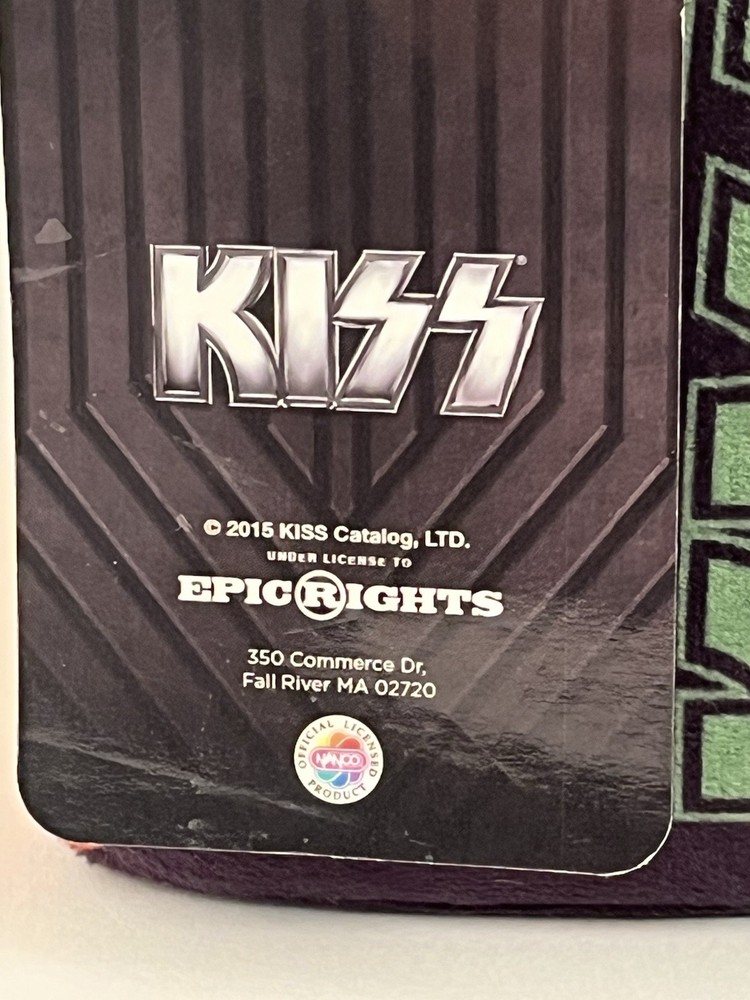 KISS®
© 2015 KISS Catalog, LTD.
UNDER LICENSE TO
EPIC RIGHTS
350 Commerce Dr,
Fall River MA 02720
OFFICIAL LICENSED
NANCO
PRODUCT